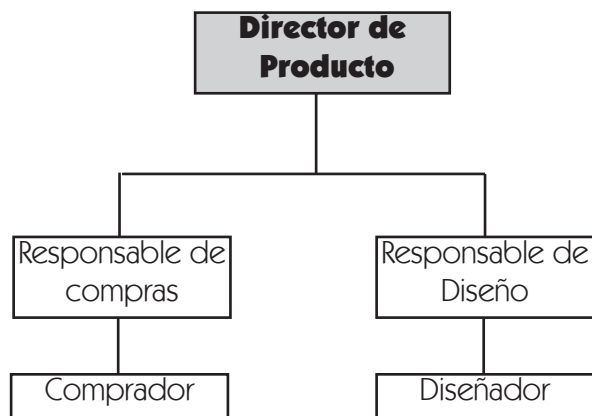 Director de
Producto
Responsable de
compras
Responsable de
Diseño
Comprador
Diseñador